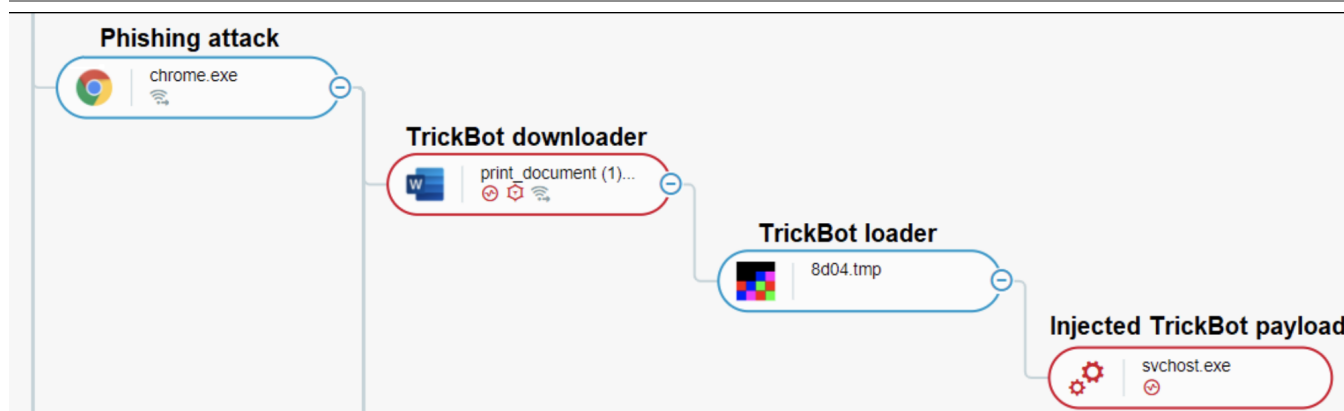 Phishing attack
chrome.exe
TrickBot downloader
W
print_document (1)...
TrickBot loader
8d04.tmp
Injected TrickBot payload
svchost.exe